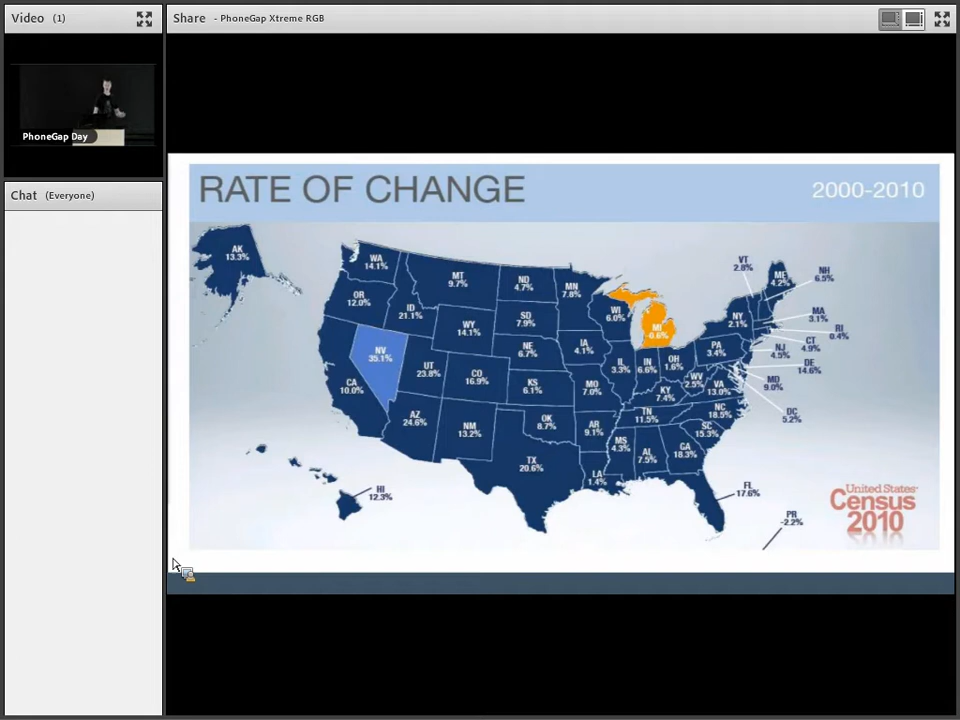 Video (1)
Share - PhoneGap Xtreme RGB
PhoneGap Day
Chat (Everyone)
RATE OF CHANGE
2000-2010
AK
13.3%
WA
14.1%
MT
9.7%
ND
4.7%
MN
7.8%
VT
2.8%
ME
4.2%
NH
6.5%
OR
12.0%
ID
21.1%
WY
14.1%
SD
7.9%
WI
6.0%
MI
-0.6%
NY
2.1%
MA
3.1%
RI
0.4%
CT
4.9%
NJ
4.5%
NV
35.1%
UT
23.8%
CO
16.9%
NE
6.7%
IA
4.1%
IL
3.3%
IN
6.6%
OH
1.6%
PA
3.4%
DE
14.6%
MD
9.0%
DC
5.2%
CA
10.0%
KS
6.1%
MO
7.0%
KY
7.4%
WV
2.5%
VA
13.0%
AZ
24.6%
NM
13.2%
OK
8.7%
AR
9.1%
TN
11.5%
NC
18.5%
SC
15.3%
TX
20.6%
LA
1.4%
MS
4.3%
AL
7.5%
GA
18.3%
FL
17.6%
HI
12.3%
PR
-2.2%
United States
Census
2010